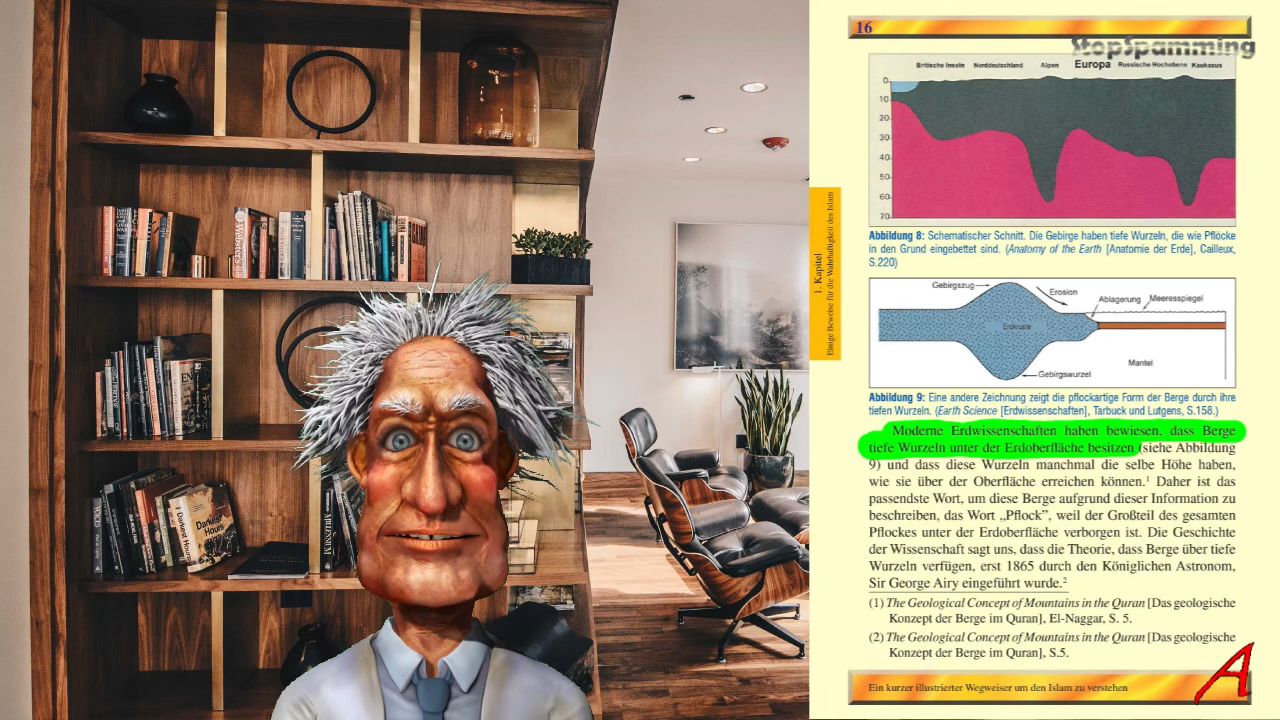 16
StopSpamming
Britische Inseln Norddeutschland Alpen Europa Russische Hochebene Kaukasus
0
10
20
30
40
50
60
70
Abbildung 8: Schematischer Schnitt. Die Gebirge haben tiefe Wurzeln, die wie Pflöcke
in den Grund eingebettet sind. (Anatomy of the Earth [Anatomie der Erde], Cailleux,
S.220)
1. Kapitel
Einige Beweise für die Wahrhaftigkeit des Islam
Gebirgszug
Erosion
Ablagerung
Meeresspiegel
Erdkruste
Mantel
Gebirgswurzel
Abbildung 9: Eine andere Zeichnung zeigt die pflockartige Form der Berge durch ihre
tiefen Wurzeln. (Earth Science [Erdwissenschaften], Tarbuck und Lutgens, S.158.)
Moderne Erdwissenschaften haben bewiesen, dass Berge
tiefe Wurzeln unter der Erdoberfläche besitzen (siehe Abbildung
9) und dass diese Wurzeln manchmal die selbe Höhe haben,
wie sie über der Oberfläche erreichen können.¹ Daher ist das
passendste Wort, um diese Berge aufgrund dieser Information zu
beschreiben, das Wort „Pflock”, weil der Großteil des gesamten
Pflockes unter der Erdoberfläche verborgen ist. Die Geschichte
der Wissenschaft sagt uns, dass die Theorie, dass Berge über tiefe
Wurzeln verfügen, erst 1865 durch den Königlichen Astronom,
Sir George Airy eingeführt wurde.²
(1) The Geological Concept of Mountains in the Quran [Das geologische
Konzept der Berge im Quran], El-Naggar, S. 5.
(2) The Geological Concept of Mountains in the Quran [Das geologische
Konzept der Berge im Quran], S.5.
Ein kurzer illustrierter Wegweiser um den Islam zu verstehen
A
Darkest
Hours